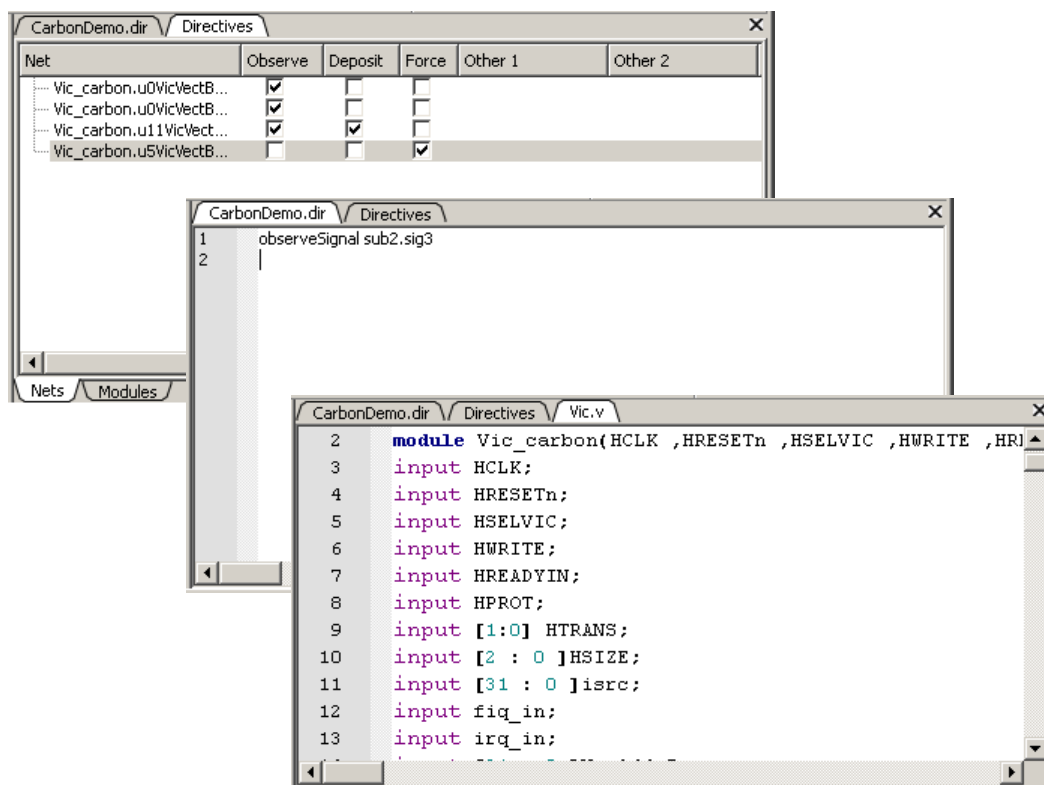 CarbonDemo.dir Directives
Net Observe Deposit Force Other 1 Other 2
Vic_carbon.u0VicVectB...
Vic_carbon.u0VicVectB...
Vic_carbon.u11VicVect...
Vic_carbon.u5VicVectB...
Nets Modules
CarbonDemo.dir Directives
1 observeSignal sub2.sig3
2
CarbonDemo.dir Directives Vic.v
2 module Vic_carbon(HCLK ,HRESETn ,HSELVIC ,HWRITE ,
3 input HCLK;
4 input HRESETn;
5 input HSELVIC;
6 input HWRITE;
7 input HREADYIN;
8 input HPROT;
9 input [1:0] HTRANS;
10 input [2 : 0 ]HSIZE;
11 input [31 : 0 ]isrc;
12 input fiq_in;
13 input irq_in;